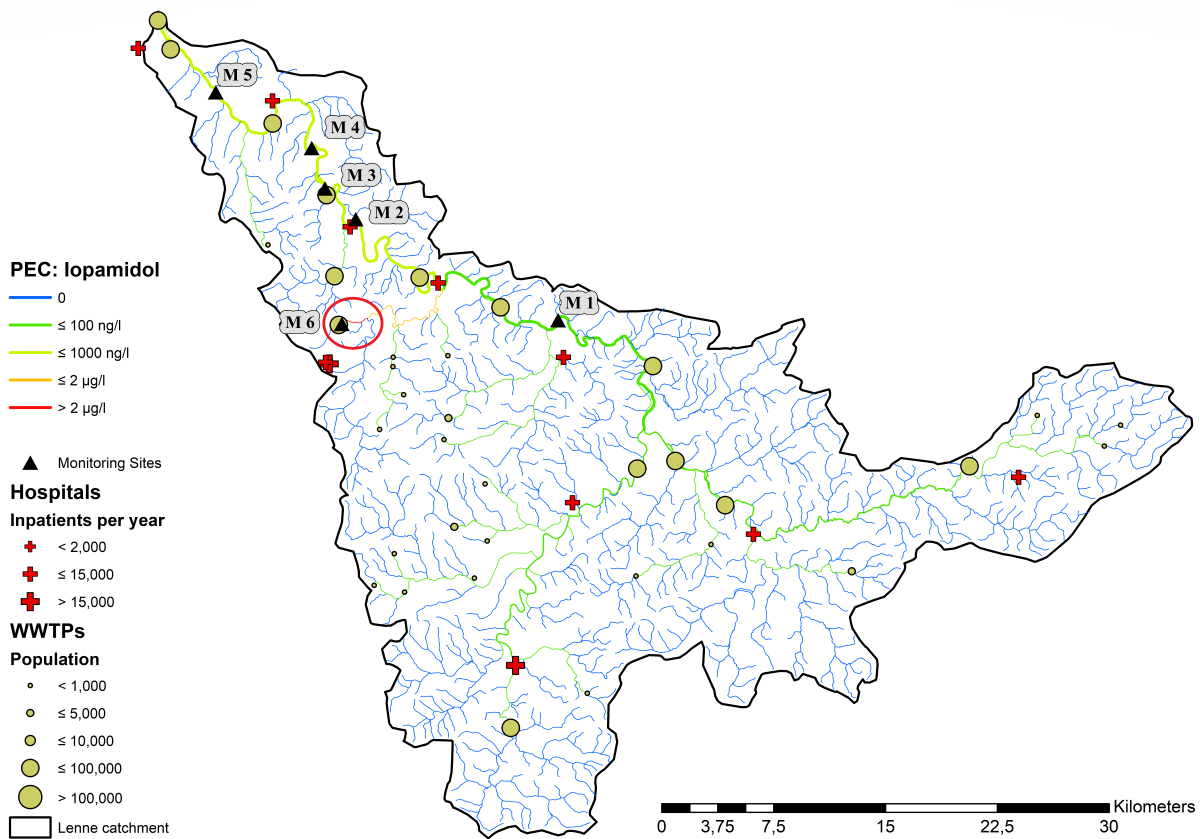 M 5
M 4
M 3
M 2
M 1
M 6
PEC: Iopamidol
0
≤ 100 ng/l
≤ 1000 ng/l
≤ 2 µg/l
> 2 µg/l
Monitoring Sites
Hospitals
Inpatients per year
< 2,000
≤ 15,000
> 15,000
WWTPs
Population
< 1,000
≤ 5,000
≤ 10,000
≤ 100,000
> 100,000
Lenne catchment
Kilometers
0 3,75 7,5 15 22,5 30